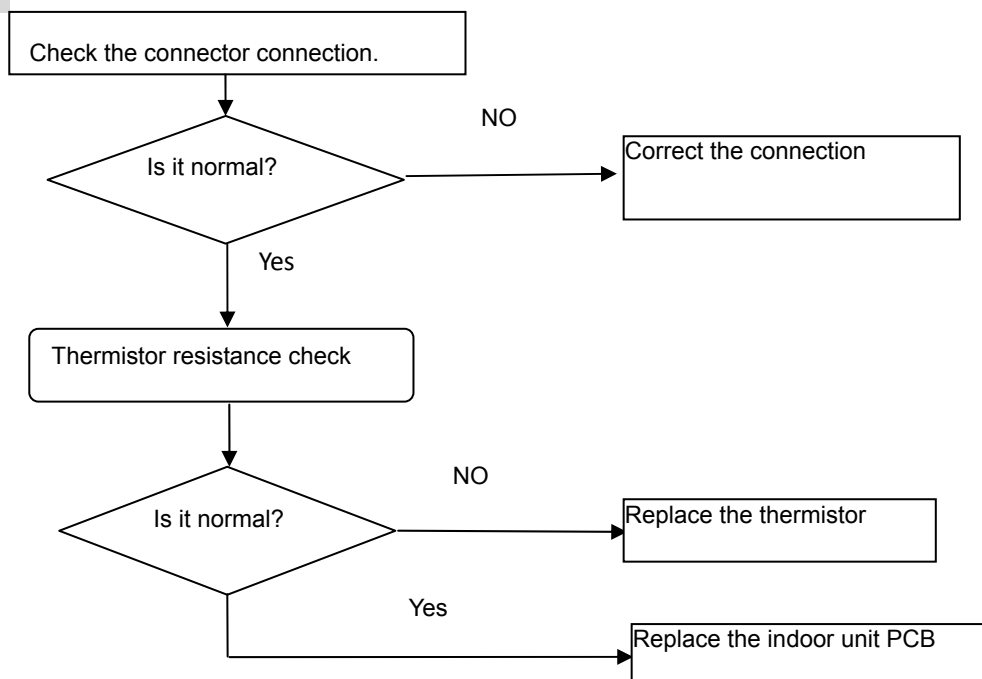 Check the connector connection.
NO
Is it normal?
Correct the connection
Yes
Thermistor resistance check
NO
Is it normal?
Replace the thermistor
Yes
Replace the indoor unit PCB